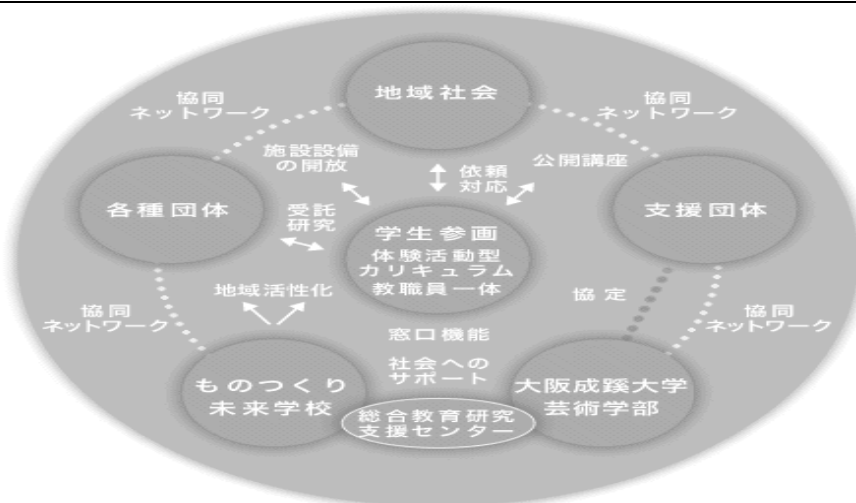 地域社会
協同
ネットワーク
協同
ネットワーク
施設設備
の開放
依頼
対応
公開講座
各種団体
受託
研究
支援団体
学生参画
体験活動型
カリキュラム
教職員一体
地域活性化
協定
協同
ネットワーク
協同
ネットワーク
窓口機能
社会への
サポート
ものつくり
未来学校
大阪成蹊大学
芸術学部
総合教育研究
支援センター